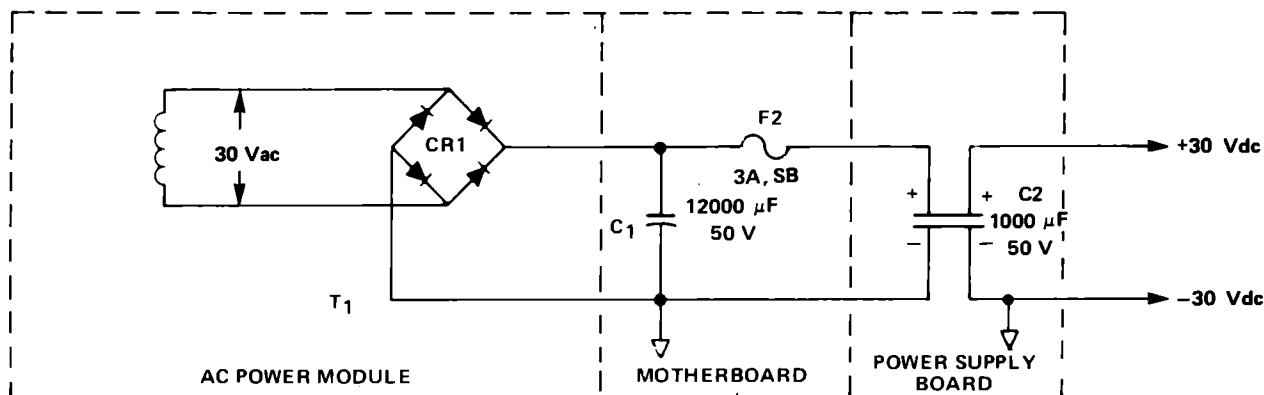 30 Vac
CR1
T1
AC POWER MODULE
F2
3A, SB
C1
12000 μF
50 V
MOTHERBOARD
+
+
C2
1000 μF
50 V
−
−
POWER SUPPLY
BOARD
+30 Vdc
−30 Vdc